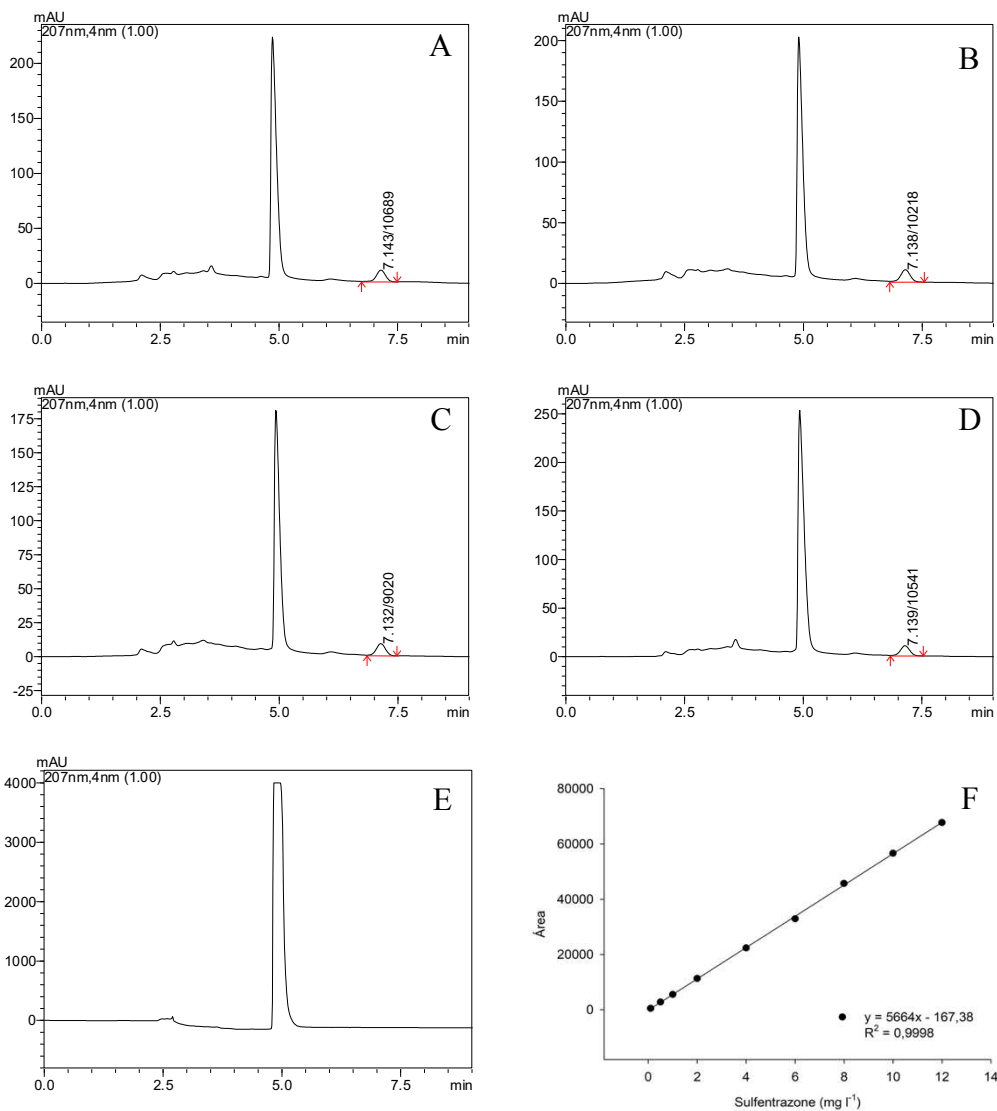 mAU
207nm,4nm (1.00)
A
200
150
100
50
0
7.143/10689
0.0 2.5 5.0 7.5 min
mAU
207nm,4nm (1.00)
B
200
150
100
50
0
7.138/10218
0.0 2.5 5.0 7.5 min
mAU
207nm,4nm (1.00)
C
175
150
125
100
75
50
25
0
-25
7.132/9020
0.0 2.5 5.0 7.5 min
mAU
207nm,4nm (1.00)
D
250
200
150
100
50
0
7.139/10541
0.0 2.5 5.0 7.5 min
mAU
207nm,4nm (1.00)
E
4000
3000
2000
1000
0
0.0 2.5 5.0 7.5 min
F
80000
60000
40000
20000
0
Área
y = 5664x - 167,38
R² = 0,9998
0 2 4 6 8 10 12 14
Sulfentrazone (mg l⁻¹)